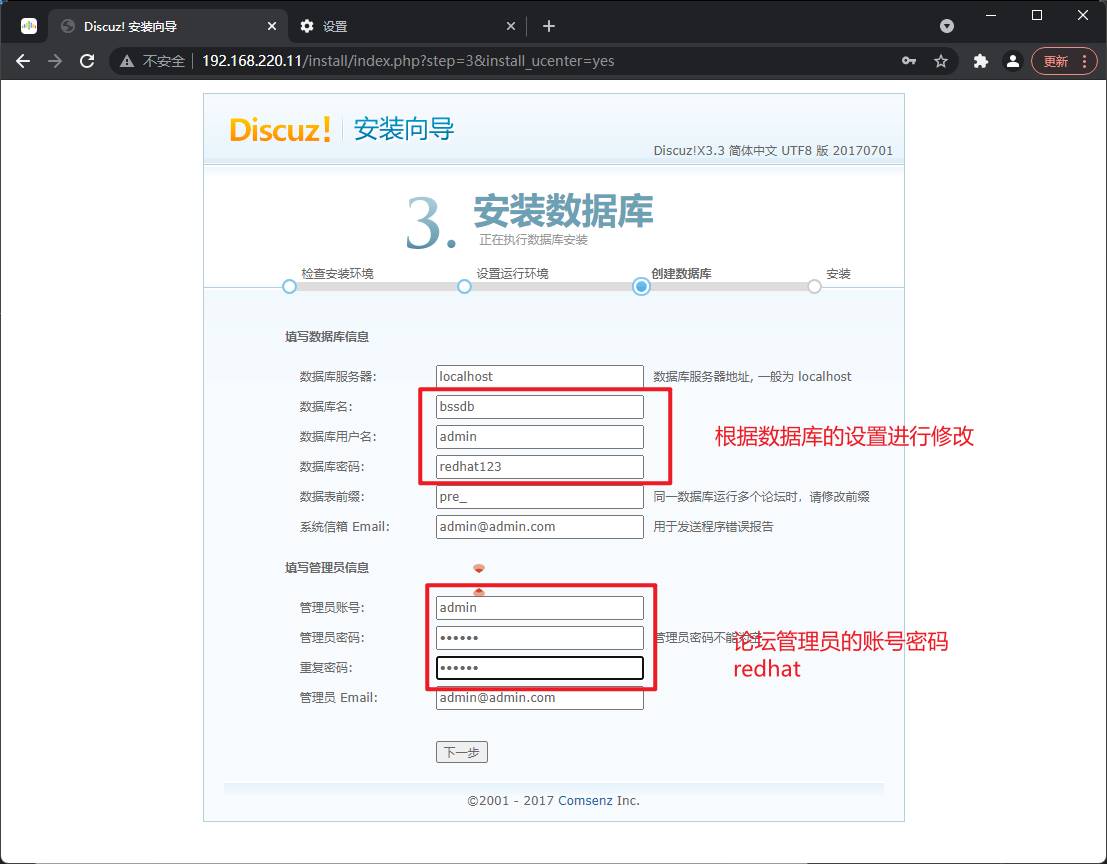 Discuz! 安装向导
设置
更新
不安全
192.168.220.11/install/index.php?step=3&install_ucenter=yes
Discuz! 安装向导
Discuz!X3.3 简体中文 UTF8 版 20170701
3. 安装数据库
正在执行数据库安装
检查安装环境 设置运行环境 创建数据库 安装
填写数据库信息
数据库服务器: localhost 数据库服务器地址, 一般为 localhost
数据库名: bssdb
数据库用户名: admin
根据数据库的设置进行修改
数据库密码: redhat123
数据表前缀: pre_ 同一数据库运行多个论坛时，请修改前缀
系统信箱 Email: admin@admin.com 用于发送程序错误报告
填写管理员信息
管理员账号: admin
管理员密码: •••••• 管理员密码不能
论坛管理员的账号密码
redhat
重复密码: ••••••
管理员 Email: admin@admin.com
下一步
©2001 - 2017 Comsenz Inc.